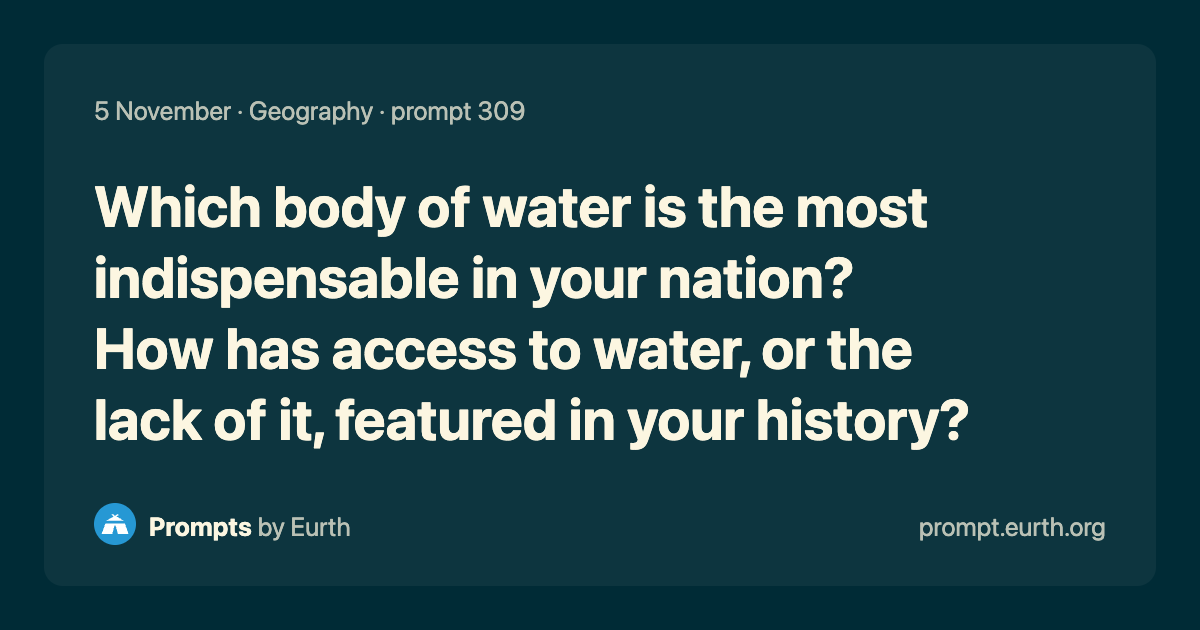 5 November · Geography · prompt 309
Which body of water is the most
indispensable in your nation?
How has access to water, or the
lack of it, featured in your history?
Prompts by Eurth
prompt.eurth.org